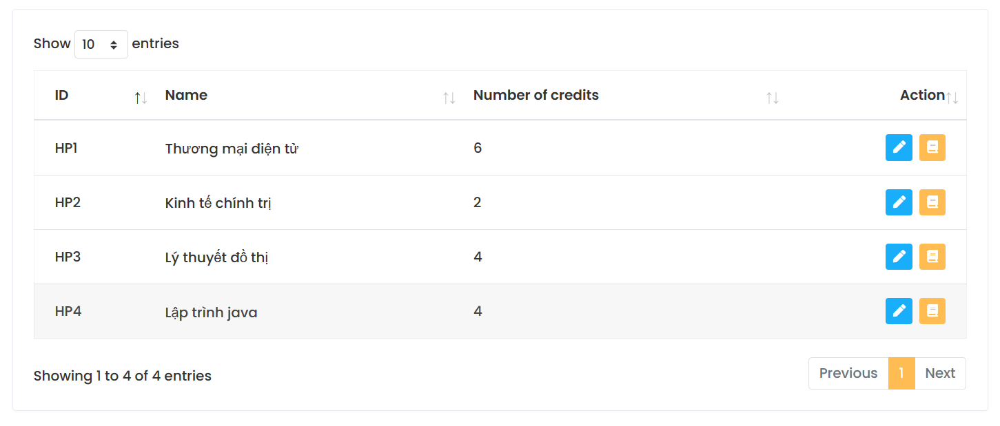 Show 10 entries
ID Name Number of credits Action
HP1 Thương mại điện tử 6
HP2 Kinh tế chính trị 2
HP3 Lý thuyết đồ thị 4
HP4 Lập trình java 4
Showing 1 to 4 of 4 entries Previous 1 Next